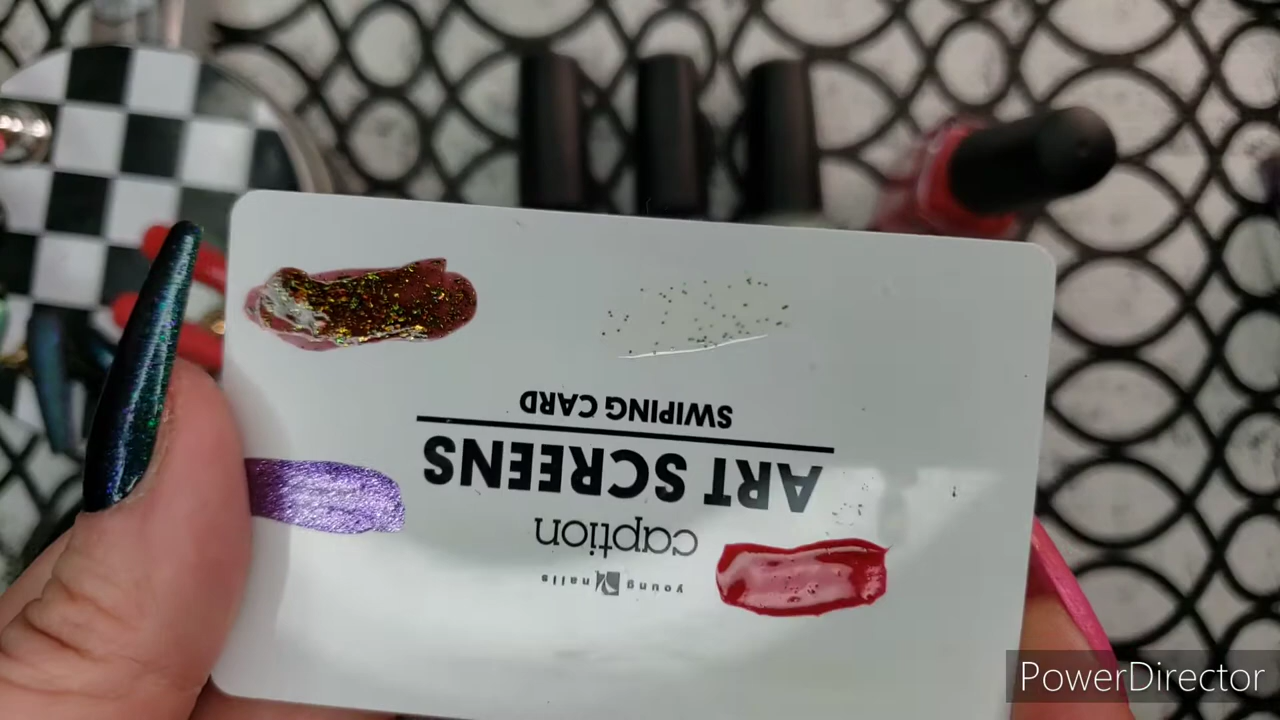 young nails
caption
ART SCREENS
SWIPING CARD
PowerDirector